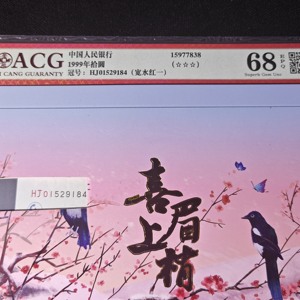 ACG
CANG GUARANTY
中国人民银行
1999年拾圆
冠号：HJ01529184（宽水红一）
15977838
（☆☆☆）
68
EPQ
Superb Gem Unc
HJ01529184
喜上眉梢